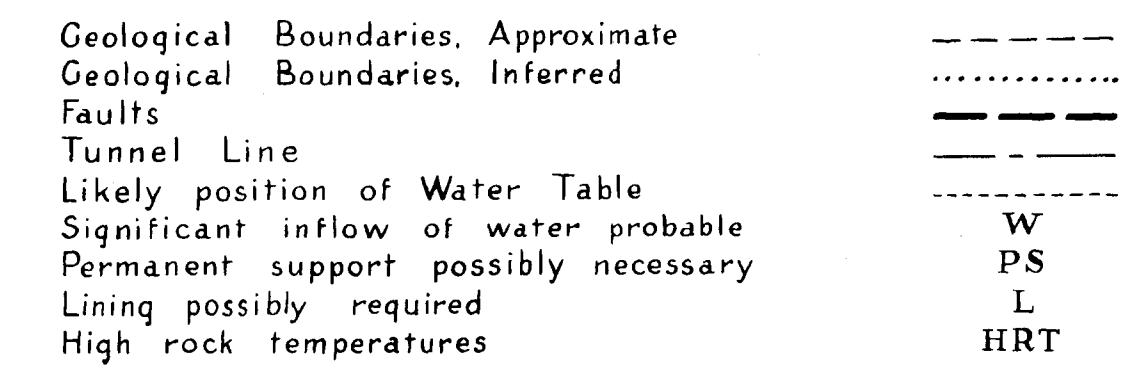 Geological Boundaries, Approximate
Geological Boundaries, Inferred
Faults
Tunnel Line
Likely position of Water Table
Significant inflow of water probable W
Permanent support possibly necessary PS
Lining possibly required L
High rock temperatures HRT